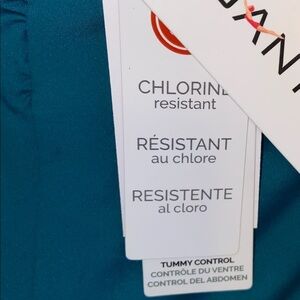 CHLORINE
resistant
RÉSISTANT
au chlore
RESISTENTE
al cloro
TUMMY CONTROL
CONTRÔLE DU VENTRE
CONTROL DEL ABDOMEN